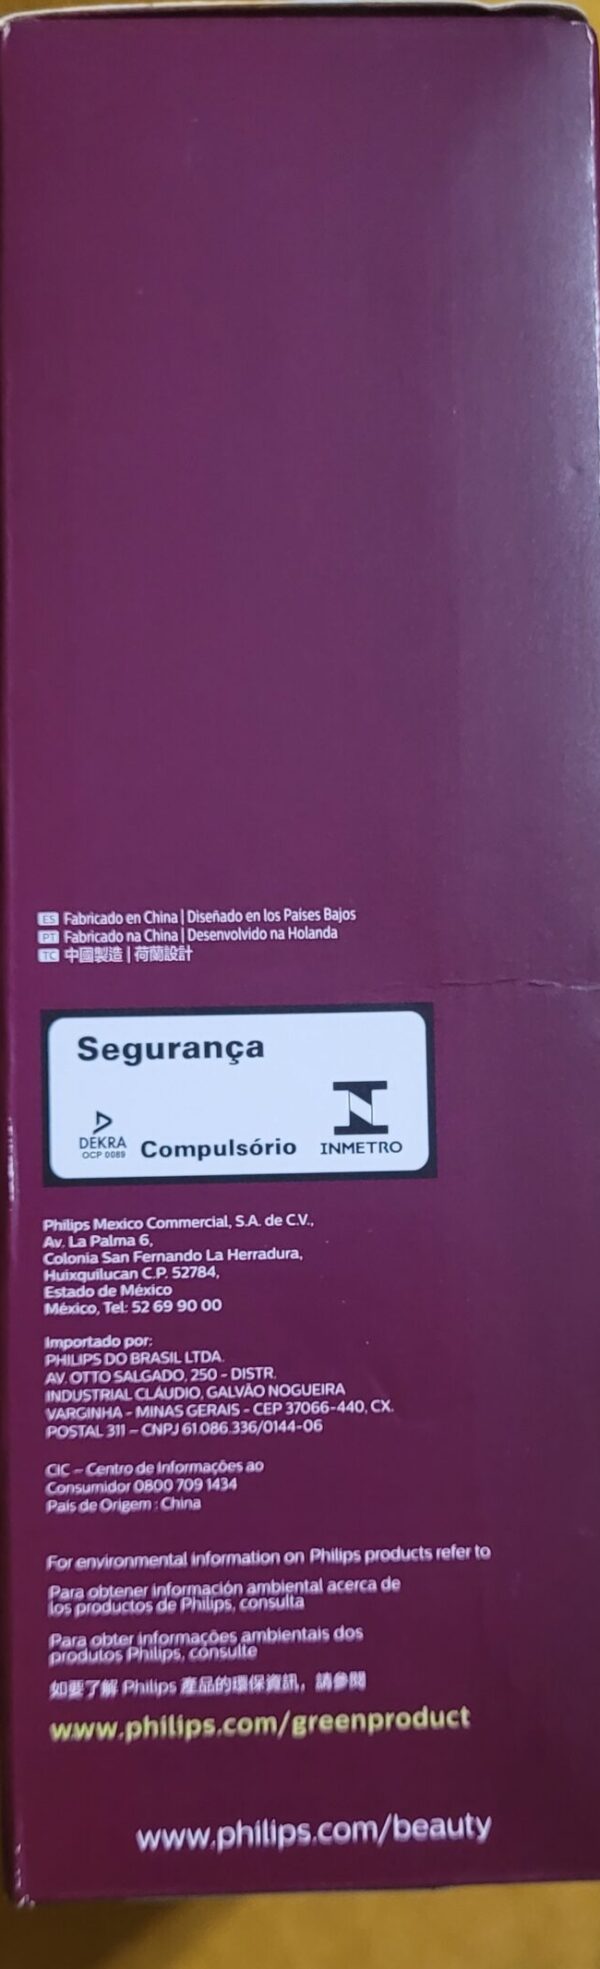 ES Fabricado en China | Diseñado en los Países Bajos
PT Fabricado na China | Desenvolvido na Holanda
TC 中國製造 | 荷蘭設計
Segurança
DEKRA
OCP 0089
Compulsório
INMETRO
Philips Mexico Commercial, S.A. de C.V.,
Av. La Palma 6,
Colonia San Fernando La Herradura,
Huixquilucan C.P. 52784,
Estado de México
México, Tel: 52 69 90 00
Importado por:
PHILIPS DO BRASIL LTDA.
AV. OTTO SALGADO, 250 - DISTR.
INDUSTRIAL CLÁUDIO, GALVÃO NOGUEIRA
VARGINHA - MINAS GERAIS - CEP 37066-440, CX.
POSTAL 311 – CNPJ 61.086.336/0144-06
CIC – Centro de Informações ao
Consumidor 0800 709 1434
País de Origem : China
For environmental information on Philips products refer to
Para obtener información ambiental acerca de
los productos de Philips, consulta
Para obter informações ambientais dos
produtos Philips, consulte
如要了解 Philips 產品的環保資訊，請參閱
www.philips.com/greenproduct
www.philips.com/beauty